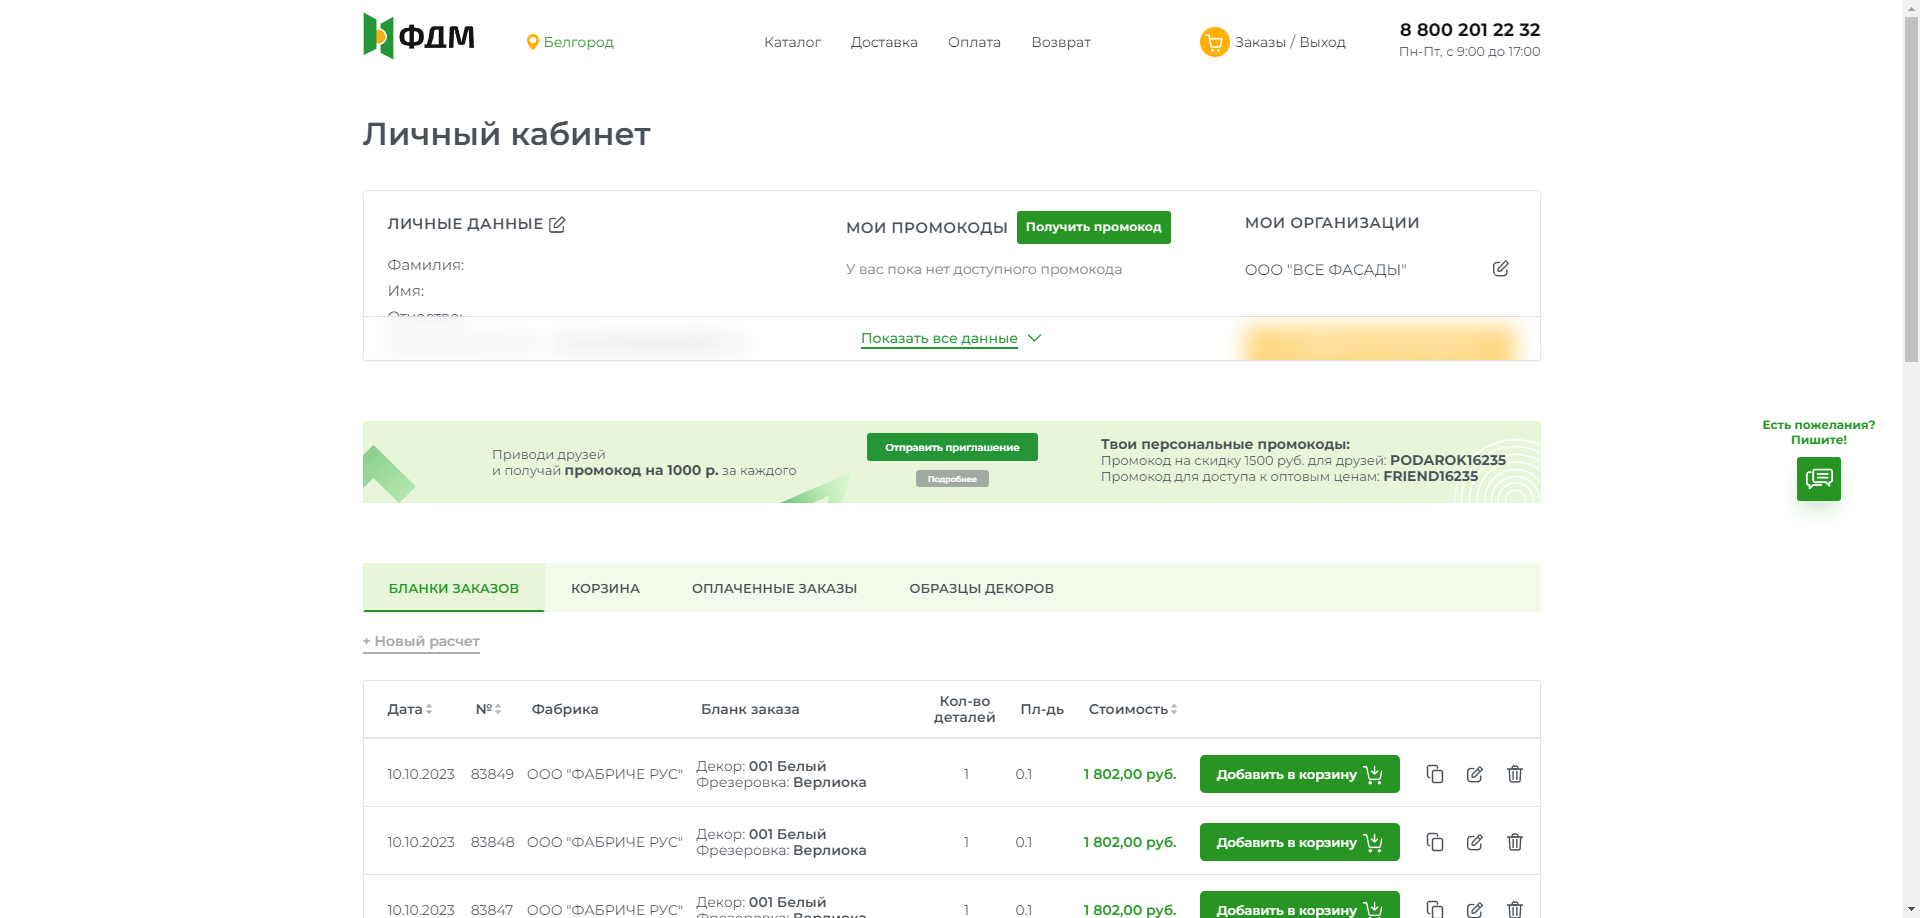 ФДМ
Белгород
Каталог
Доставка
Оплата
Возврат
Заказы / Выход
8 800 201 22 32
Пн-Пт, с 9:00 до 17:00
Личный кабинет
ЛИЧНЫЕ ДАННЫЕ
Фамилия:
Имя:
Отчество:
МОИ ПРОМОКОДЫ
Получить промокод
У вас пока нет доступного промокода
МОИ ОРГАНИЗАЦИИ
ООО "ВСЕ ФАСАДЫ"
Показать все данные
Приводи друзей
и получай промокод на 1000 р. за каждого
Отправить приглашение
Подробнее
Твои персональные промокоды:
Промокод на скидку 1500 руб. для друзей: PODAROK16235
Промокод для доступа к оптовым ценам: FRIEND16235
Есть пожелания?
Пишите!
БЛАНКИ ЗАКАЗОВ
КОРЗИНА
ОПЛАЧЕННЫЕ ЗАКАЗЫ
ОБРАЗЦЫ ДЕКОРОВ
+ Новый расчет
Дата
№
Фабрика
Бланк заказа
Кол-во
деталей
Пл-дь
Стоимость
10.10.2023
83849
ООО "ФАБРИЧЕ РУС"
Декор: 001 Белый
Фрезеровка: Верлиока
1
0.1
1 802,00 руб.
Добавить в корзину
10.10.2023
83848
ООО "ФАБРИЧЕ РУС"
Декор: 001 Белый
Фрезеровка: Верлиока
1
0.1
1 802,00 руб.
Добавить в корзину
10.10.2023
83847
ООО "ФАБРИЧЕ РУС"
Декор: 001 Белый
Фрезеровка: Верлиока
1
0.1
1 802,00 руб.
Добавить в корзину